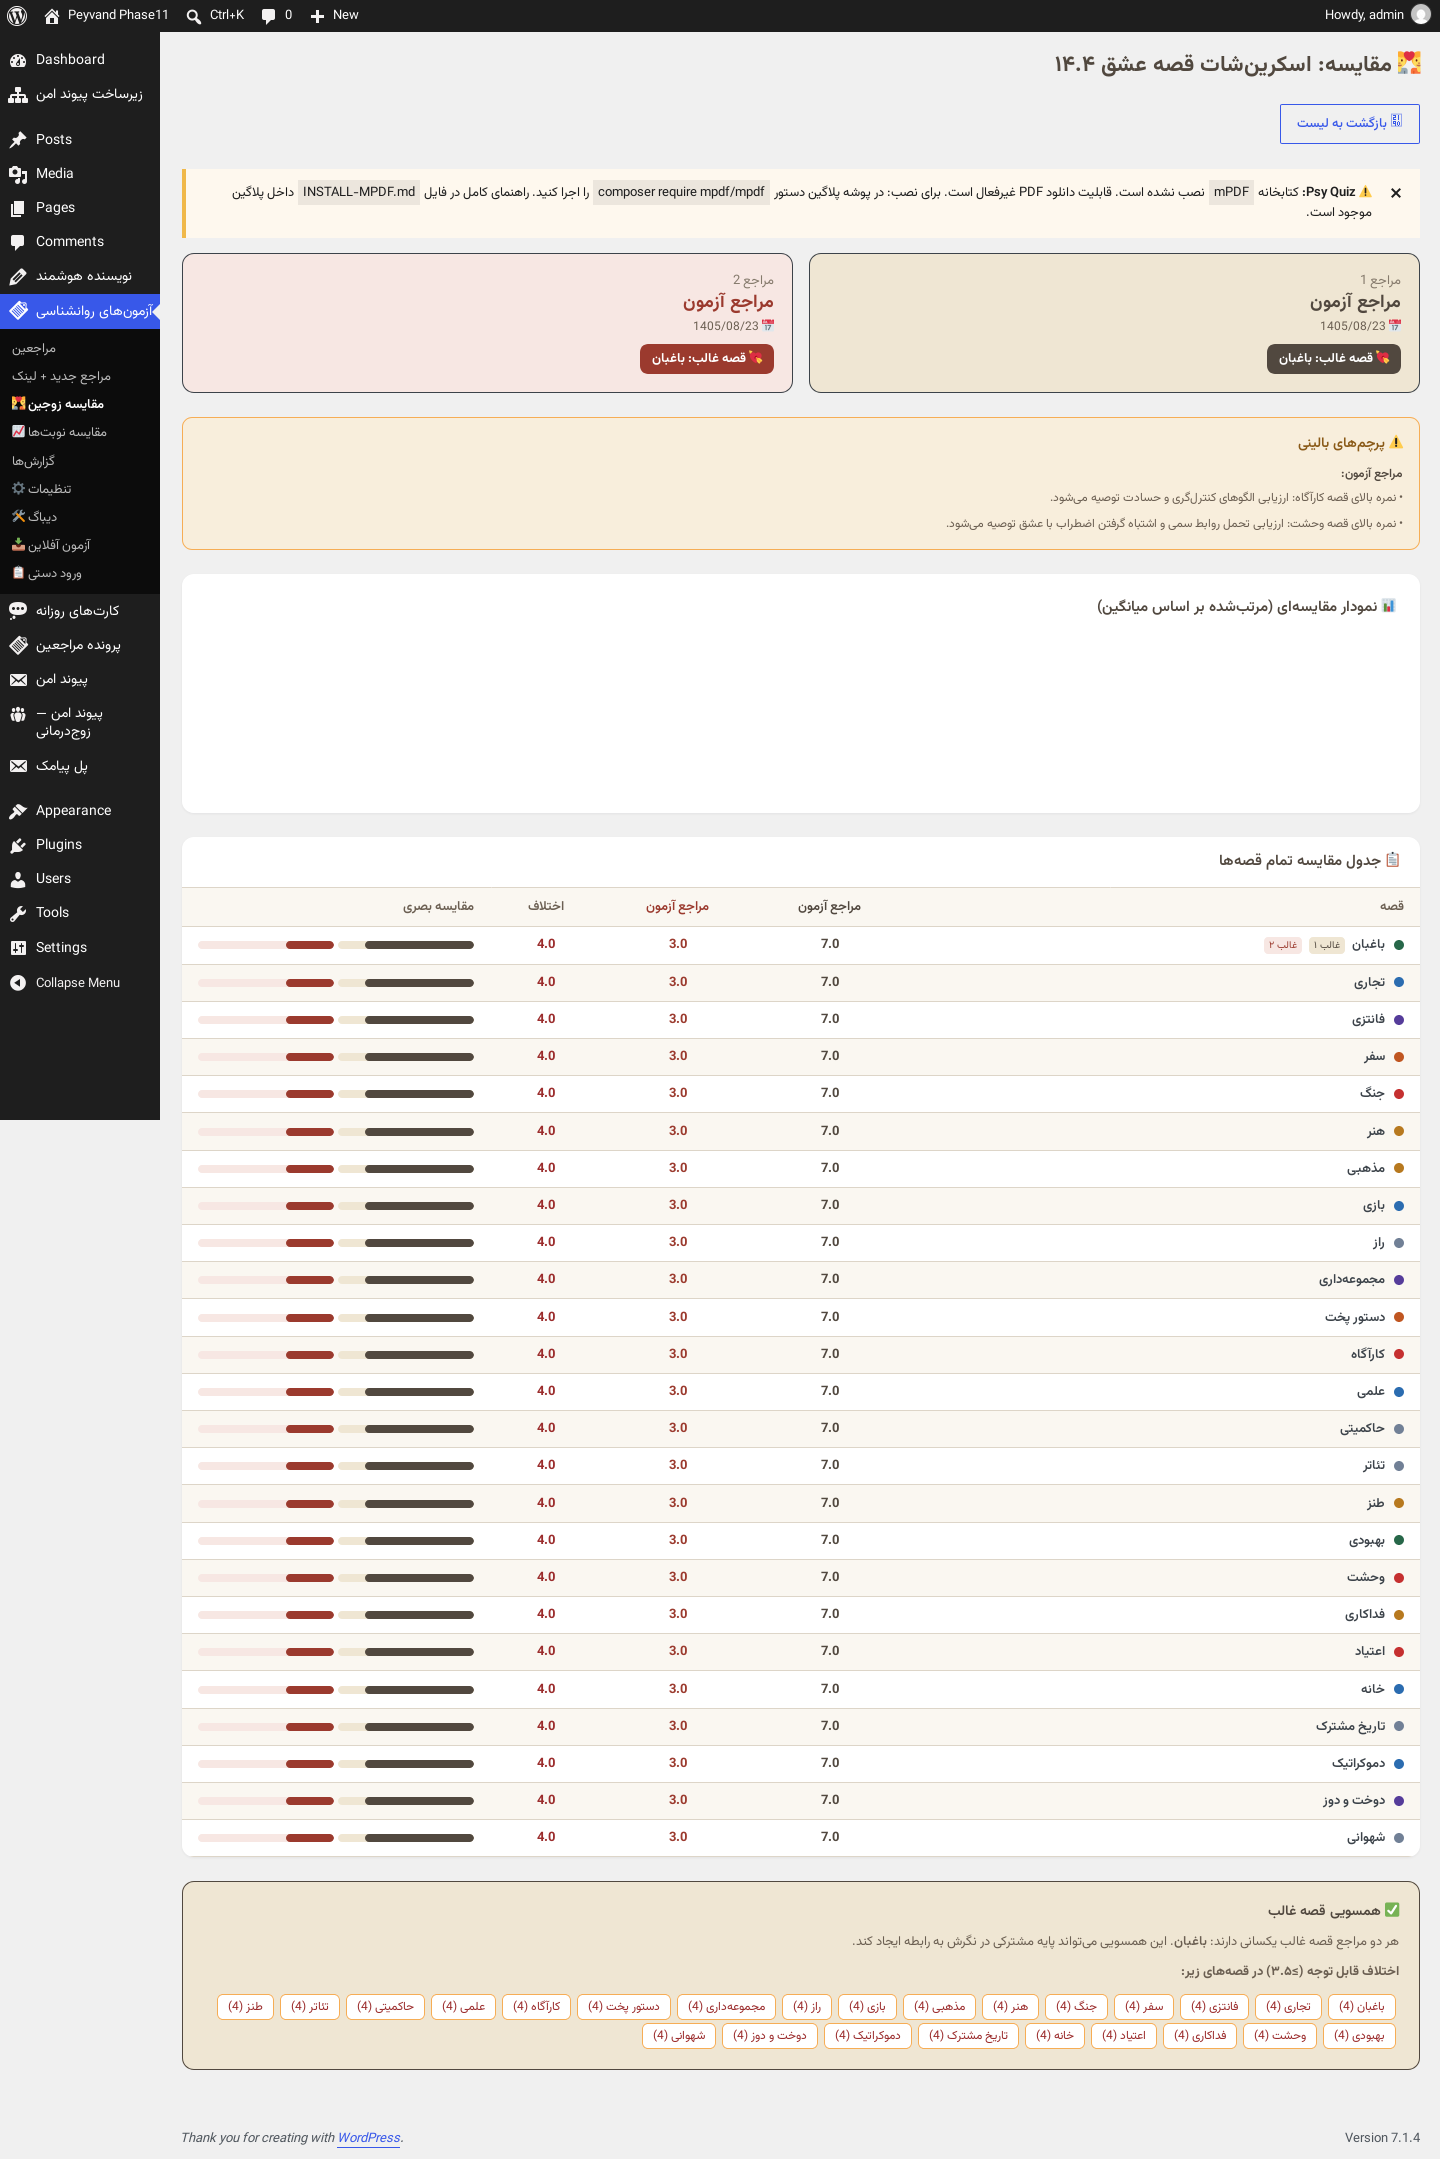 Peyvand Phase11 Ctrl+K 0 New Howdy, admin
Dashboard
زیرساخت پیوند امن
Posts
Media
Pages
Comments
نویسنده هوشمند
آزمون‌های روانشناسی
مراجعین
مراجع جدید + لینک
مقایسه زوجین
مقایسه نوبت‌ها
گزارش‌ها
تنظیمات
دیباگ
آزمون آفلاین
ورود دستی
کارت‌های روزانه
پرونده مراجعین
پیوند امن
پیوند امن —
زوج‌درمانی
پل پیامک
Appearance
Plugins
Users
Tools
Settings
Collapse Menu
مقایسه: اسکرین‌شات قصه عشق ۱۴.۴
بازگشت به لیست
Psy Quiz: کتابخانه mPDF نصب نشده است. قابلیت دانلود PDF غیرفعال است. برای نصب: در پوشه پلاگین دستور composer require mpdf/mpdf را اجرا کنید. راهنمای کامل در فایل INSTALL-MPDF.md داخل پلاگین
موجود است.
مراجع 1
مراجع آزمون
1405/08/23
قصه غالب: باغبان
مراجع 2
مراجع آزمون
1405/08/23
قصه غالب: باغبان
پرچم‌های بالینی
مراجع آزمون:
• نمره بالای قصه کارآگاه: ارزیابی الگوهای کنترل‌گری و حسادت توصیه می‌شود.
• نمره بالای قصه وحشت: ارزیابی تحمل روابط سمی و اشتباه گرفتن اضطراب با عشق توصیه می‌شود.
نمودار مقایسه‌ای (مرتب‌شده بر اساس میانگین)
جدول مقایسه تمام قصه‌ها
قصه مراجع آزمون مراجع آزمون اختلاف مقایسه بصری
باغبان غالب ۱ غالب ۲ 7.0 3.0 4.0
تجاری 7.0 3.0 4.0
فانتزی 7.0 3.0 4.0
سفر 7.0 3.0 4.0
جنگ 7.0 3.0 4.0
هنر 7.0 3.0 4.0
مذهبی 7.0 3.0 4.0
بازی 7.0 3.0 4.0
راز 7.0 3.0 4.0
مجموعه‌داری 7.0 3.0 4.0
دستور پخت 7.0 3.0 4.0
کارآگاه 7.0 3.0 4.0
علمی 7.0 3.0 4.0
حاکمیتی 7.0 3.0 4.0
تئاتر 7.0 3.0 4.0
طنز 7.0 3.0 4.0
بهبودی 7.0 3.0 4.0
وحشت 7.0 3.0 4.0
فداکاری 7.0 3.0 4.0
اعتیاد 7.0 3.0 4.0
خانه 7.0 3.0 4.0
تاریخ مشترک 7.0 3.0 4.0
دموکراتیک 7.0 3.0 4.0
دوخت و دوز 7.0 3.0 4.0
شهوانی 7.0 3.0 4.0
همسویی قصه غالب
هر دو مراجع قصه غالب یکسانی دارند: باغبان. این همسویی می‌تواند پایه مشترکی در نگرش به رابطه ایجاد کند.
اختلاف قابل توجه (≥۳.۵) در قصه‌های زیر:
باغبان (4) تجاری (4) فانتزی (4) سفر (4) جنگ (4) هنر (4) مذهبی (4) بازی (4) راز (4) مجموعه‌داری (4) دستور پخت (4) کارآگاه (4) علمی (4) حاکمیتی (4) تئاتر (4) طنز (4)
بهبودی (4) وحشت (4) فداکاری (4) اعتیاد (4) خانه (4) تاریخ مشترک (4) دموکراتیک (4) دوخت و دوز (4) شهوانی (4)
Thank you for creating with WordPress. Version 7.1.4